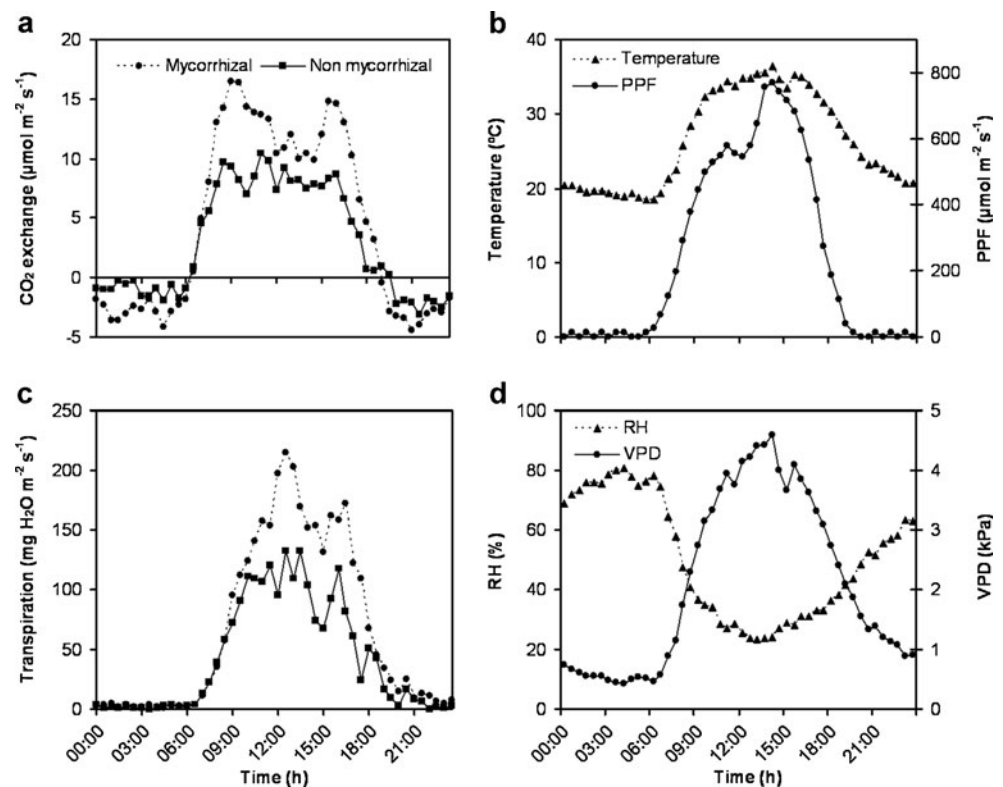 a
20
15
10
5
0
-5
CO₂ exchange (µmol m⁻² s⁻¹)
Mycorrhizal
Non mycorrhizal
b
40
30
20
10
0
Temperature (ºC)
Temperature
PPF
800
600
400
200
0
PPF (µmol m⁻² s⁻¹)
c
250
200
150
100
50
0
Transpiration (mg H₂O m⁻² s⁻¹)
00:00
03:00
06:00
09:00
12:00
15:00
18:00
21:00
Time (h)
d
100
80
60
40
20
0
RH (%)
RH
VPD
5
4
3
2
1
0
VPD (kPa)
00:00
03:00
06:00
09:00
12:00
15:00
18:00
21:00
Time (h)